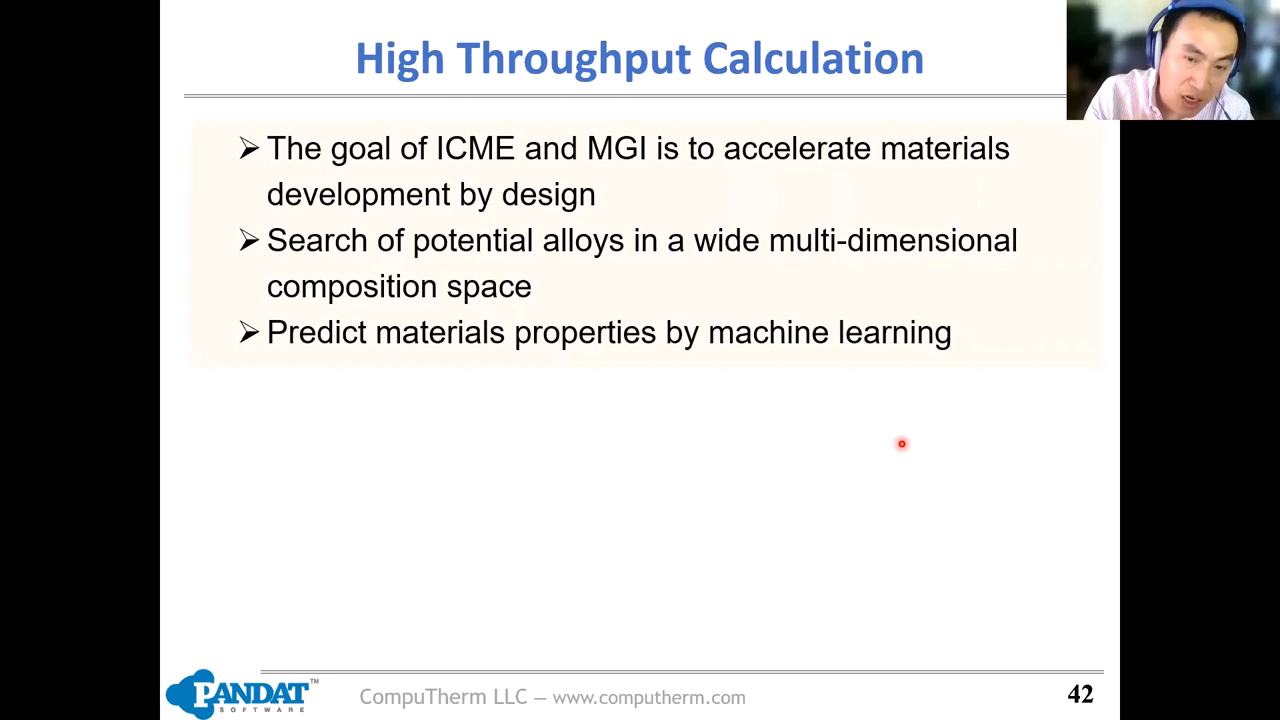 High Throughput Calculation
➢ The goal of ICME and MGI is to accelerate materials
development by design
➢ Search of potential alloys in a wide multi-dimensional
composition space
➢ Predict materials properties by machine learning
PANDAT™
SOFTWARE
CompuTherm LLC – www.computherm.com
42